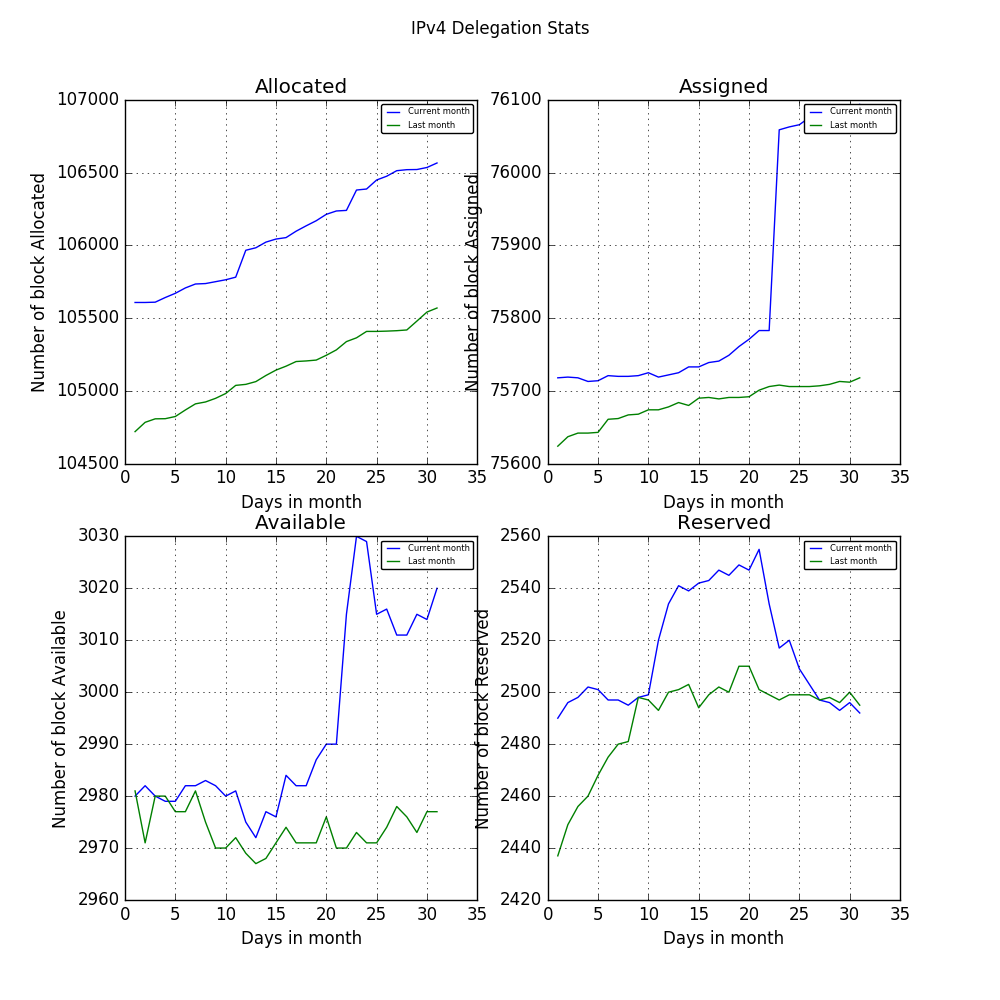 IPv4 Delegation Stats
Allocated
107000
106500
106000
105500
105000
104500
Number of block Allocated
0 5 10 15 20 25 30 35
Days in month
Current month
Last month
Assigned
76100
76000
75900
75800
75700
75600
Number of block Assigned
0 5 10 15 20 25 30 35
Days in month
Current month
Last month
Available
3030
3020
3010
3000
2990
2980
2970
2960
Number of block Available
0 5 10 15 20 25 30 35
Days in month
Current month
Last month
Reserved
2560
2540
2520
2500
2480
2460
2440
2420
Number of block Reserved
0 5 10 15 20 25 30 35
Days in month
Current month
Last month